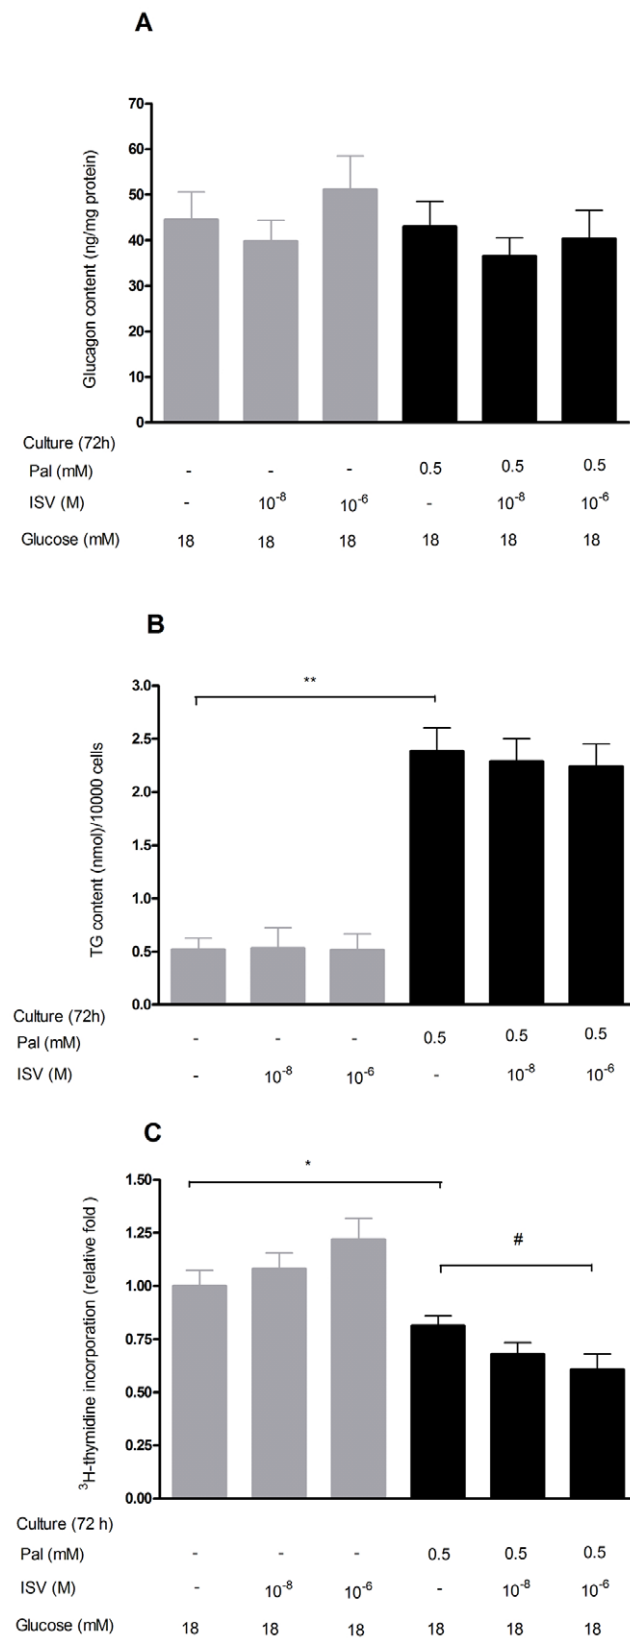 A
70
60
50
40
30
20
10
0
Glucagon content (ng/mg protein)
Culture (72h)
Pal (mM) - - - 0.5 0.5 0.5
ISV (M) - 10⁻⁸ 10⁻⁶ - 10⁻⁸ 10⁻⁶
Glucose (mM) 18 18 18 18 18 18
B
**
3.0
2.5
2.0
1.5
1.0
0.5
0.0
TG content (nmol)/10000 cells
Culture (72h)
Pal (mM) - - - 0.5 0.5 0.5
ISV (M) - 10⁻⁸ 10⁻⁶ - 10⁻⁸ 10⁻⁶
C
*
#
1.50
1.25
1.00
0.75
0.50
0.25
0.00
³H-thymidine incorporation (relative fold )
Culture (72 h)
Pal (mM) - - - 0.5 0.5 0.5
ISV (M) - 10⁻⁸ 10⁻⁶ - 10⁻⁸ 10⁻⁶
Glucose (mM) 18 18 18 18 18 18